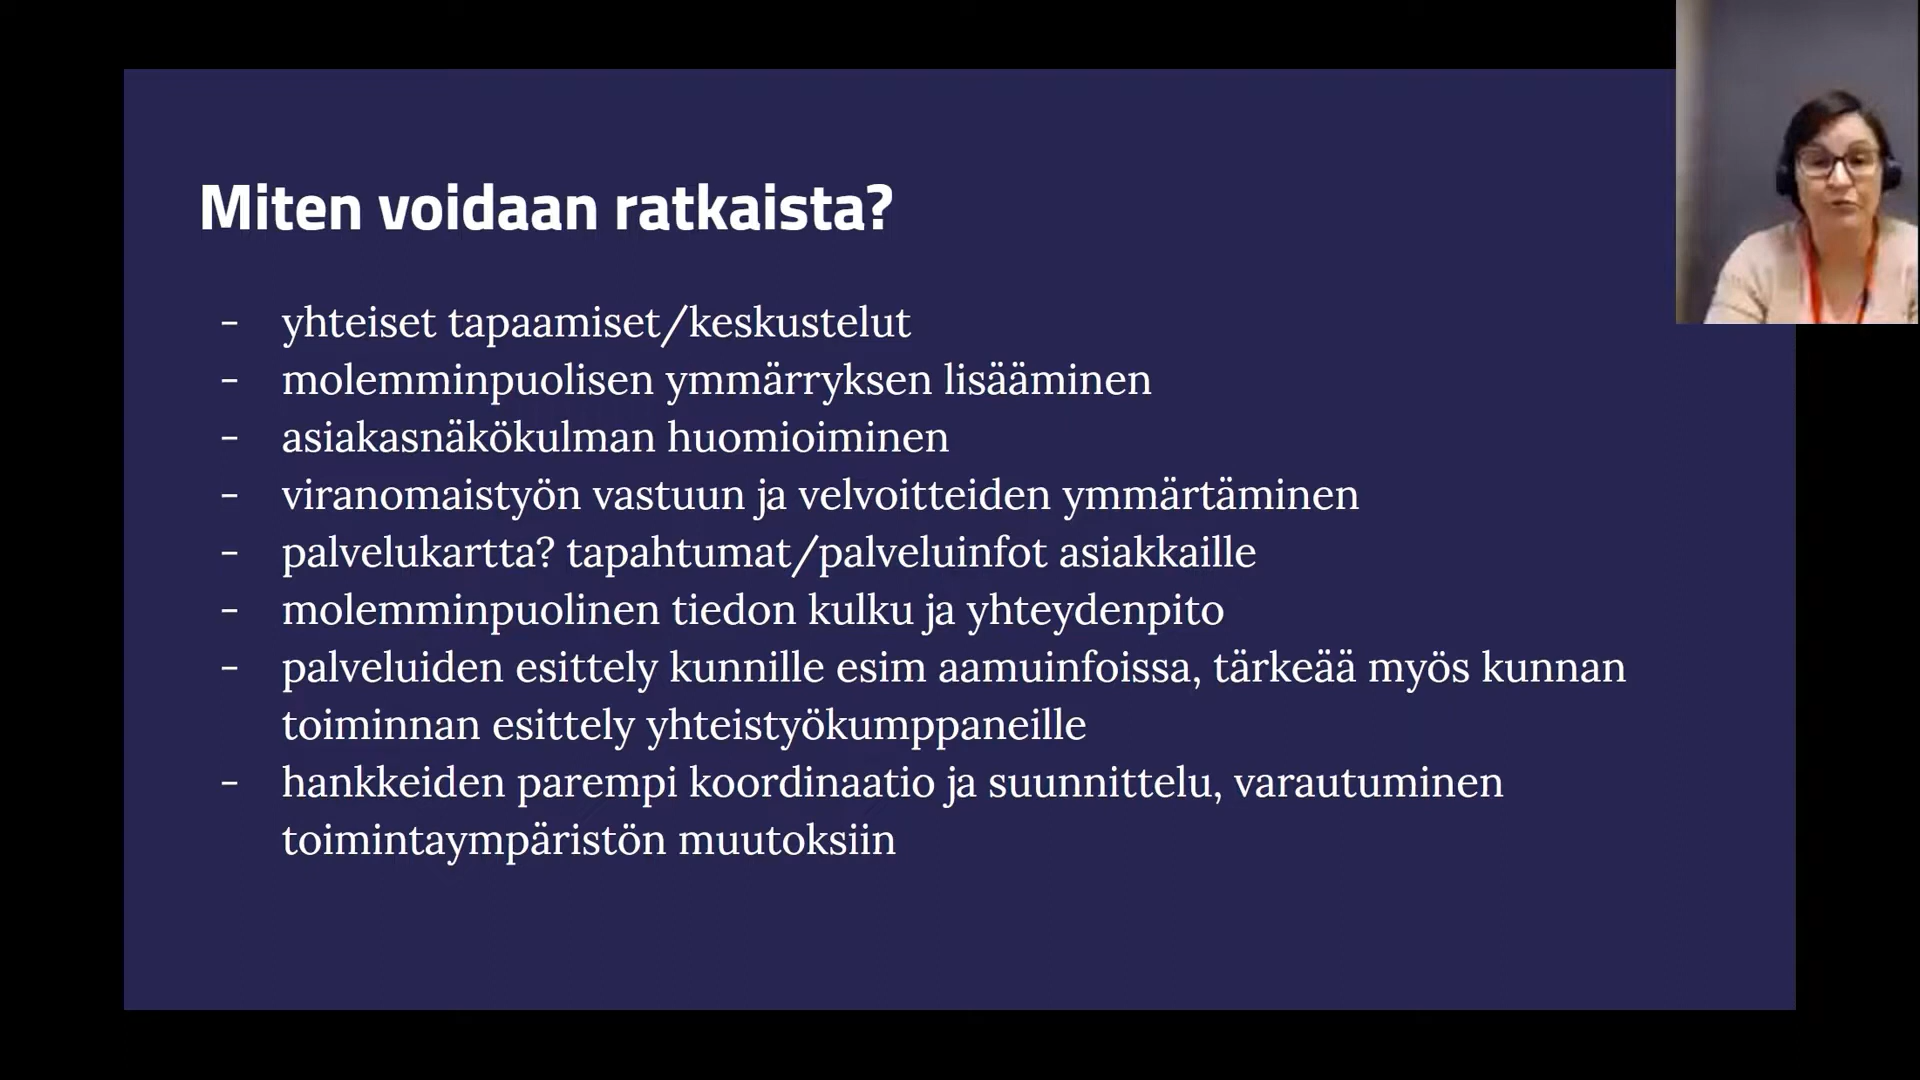 Miten voidaan ratkaista?
- yhteiset tapaamiset/keskustelut
- molemminpuolisen ymmärryksen lisääminen
- asiakasnäkökulman huomioiminen
- viranomaistyön vastuun ja velvoitteiden ymmärtäminen
- palvelukartta? tapahtumat/palveluinfot asiakkaille
- molemminpuolinen tiedon kulku ja yhteydenpito
- palveluiden esittely kunnille esim aamuinfoissa, tärkeää myös kunnan
toiminnan esittely yhteistyökumppaneille
- hankkeiden parempi koordinaatio ja suunnittelu, varautuminen
toimintaympäristön muutoksiin